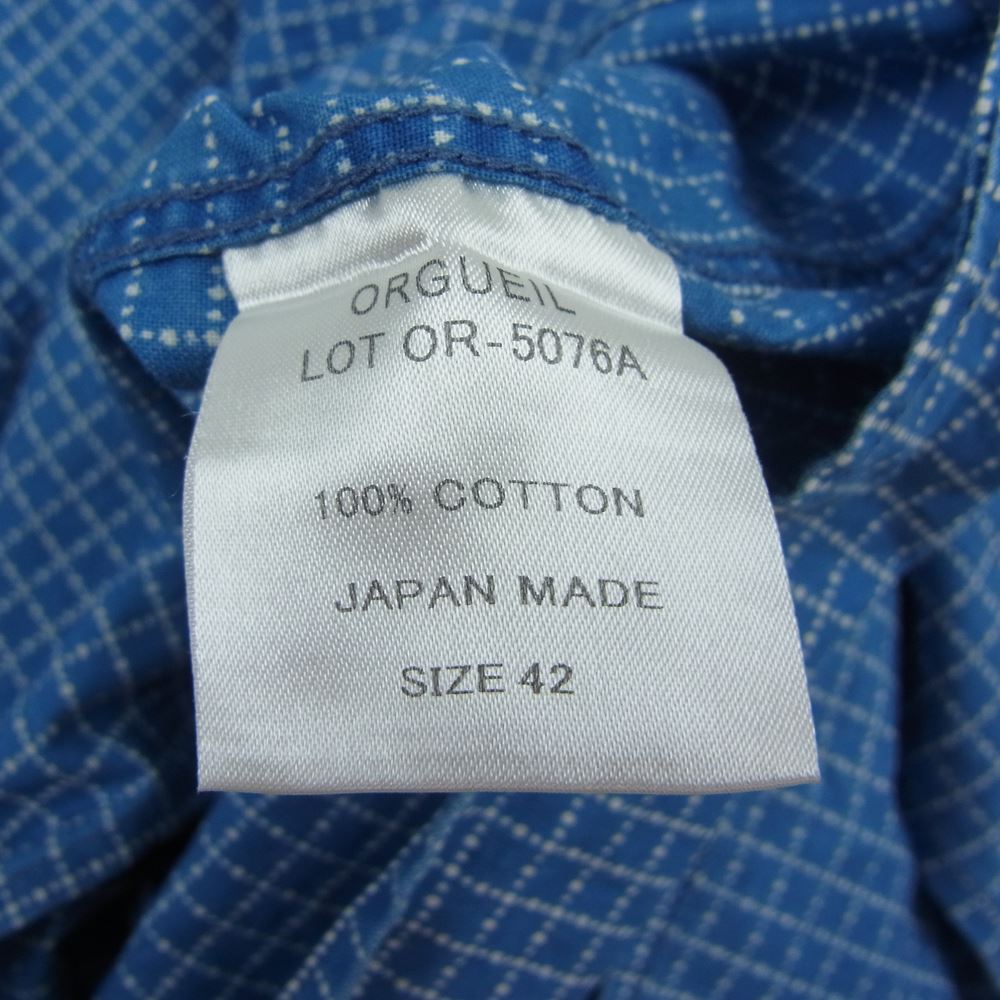 ORGUEIL
LOT OR-5076A
100% COTTON
JAPAN MADE
SIZE 42